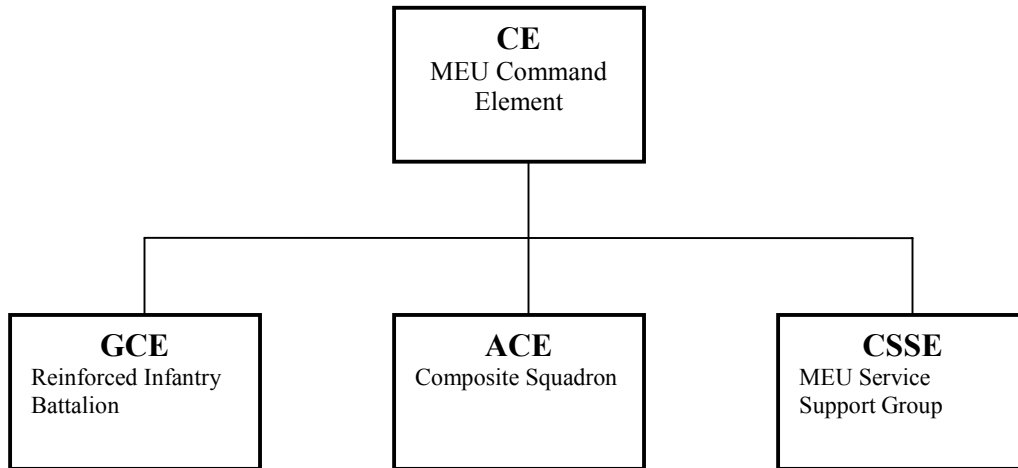 CE
MEU Command
Element
GCE
Reinforced Infantry
Battalion
ACE
Composite Squadron
CSSE
MEU Service
Support Group